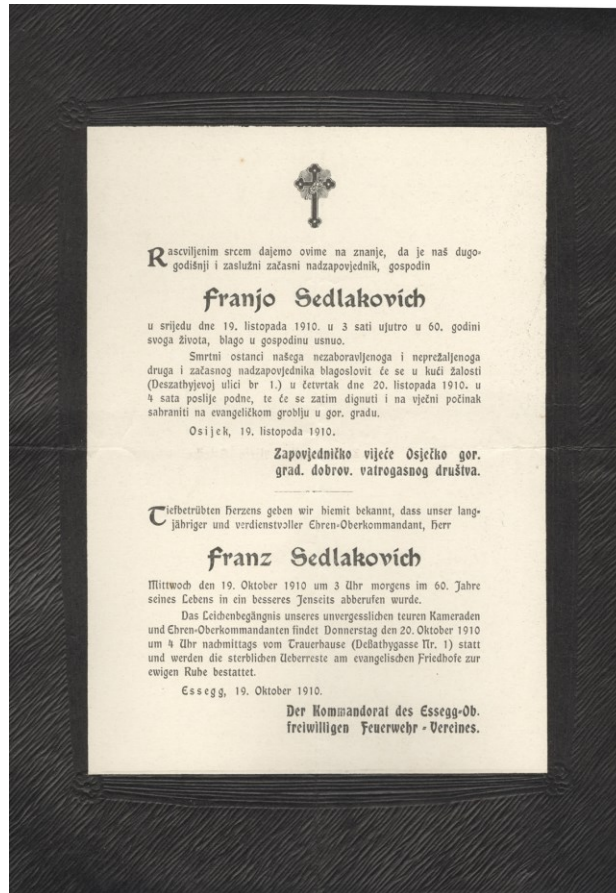 Rascviljenim srcem dajemo ovime na znanje, da je naš dugo-
godišnji i zaslužni začasni nadzapovjednik, gospodin
Franjo Sedlakovich
u srijedu dne 19. listopada 1910. u 3 sati ujutro u 60. godini
svoga života, blago u gospodinu usnuo.
Smrtni ostanci našega nezaboravljenoga i neprežaljenoga
druga i začasnog nadzapovjednika blagoslovit će se u kući žalosti
(Deszathyjevoj ulici br 1.) u četvrtak dne 20. listopada 1910. u
4 sata poslije podne, te će se zatim dignuti i na vječni počinak
sahraniti na evangeličkom groblju u gor. gradu.
Osijek, 19. listopoda 1910.
Zapovjedničko vijeće Osječko gor.
grad. dobrov. vatrogasnog društva.
Tiefbetrübten Herzens geben wir hiemit bekannt, dass unser lang-
jähriger und verdienstvoller Ehren-Oberkommandant, Herr
Franz Sedlakovich
Mittwoch den 19. Oktober 1910 um 3 Uhr morgens im 60. Jahre
seines Lebens in ein besseres Jenseits abberufen wurde.
Das Leichenbegängnis unseres unvergesslichen teuren Kameraden
und Ehren-Oberkommandanten findet Donnerstag den 20. Oktober 1910
um 4 Uhr nachmittags vom Trauerhause (Deßathygasse Nr. 1) statt
und werden die sterblichen Ueberreste am evangelischen Friedhofe zur
ewigen Ruhe bestattet.
Essegg, 19. Oktober 1910.
Der Kommandorat des Essegg-Ob.
freiwilligen Feuerwehr-Vereines.